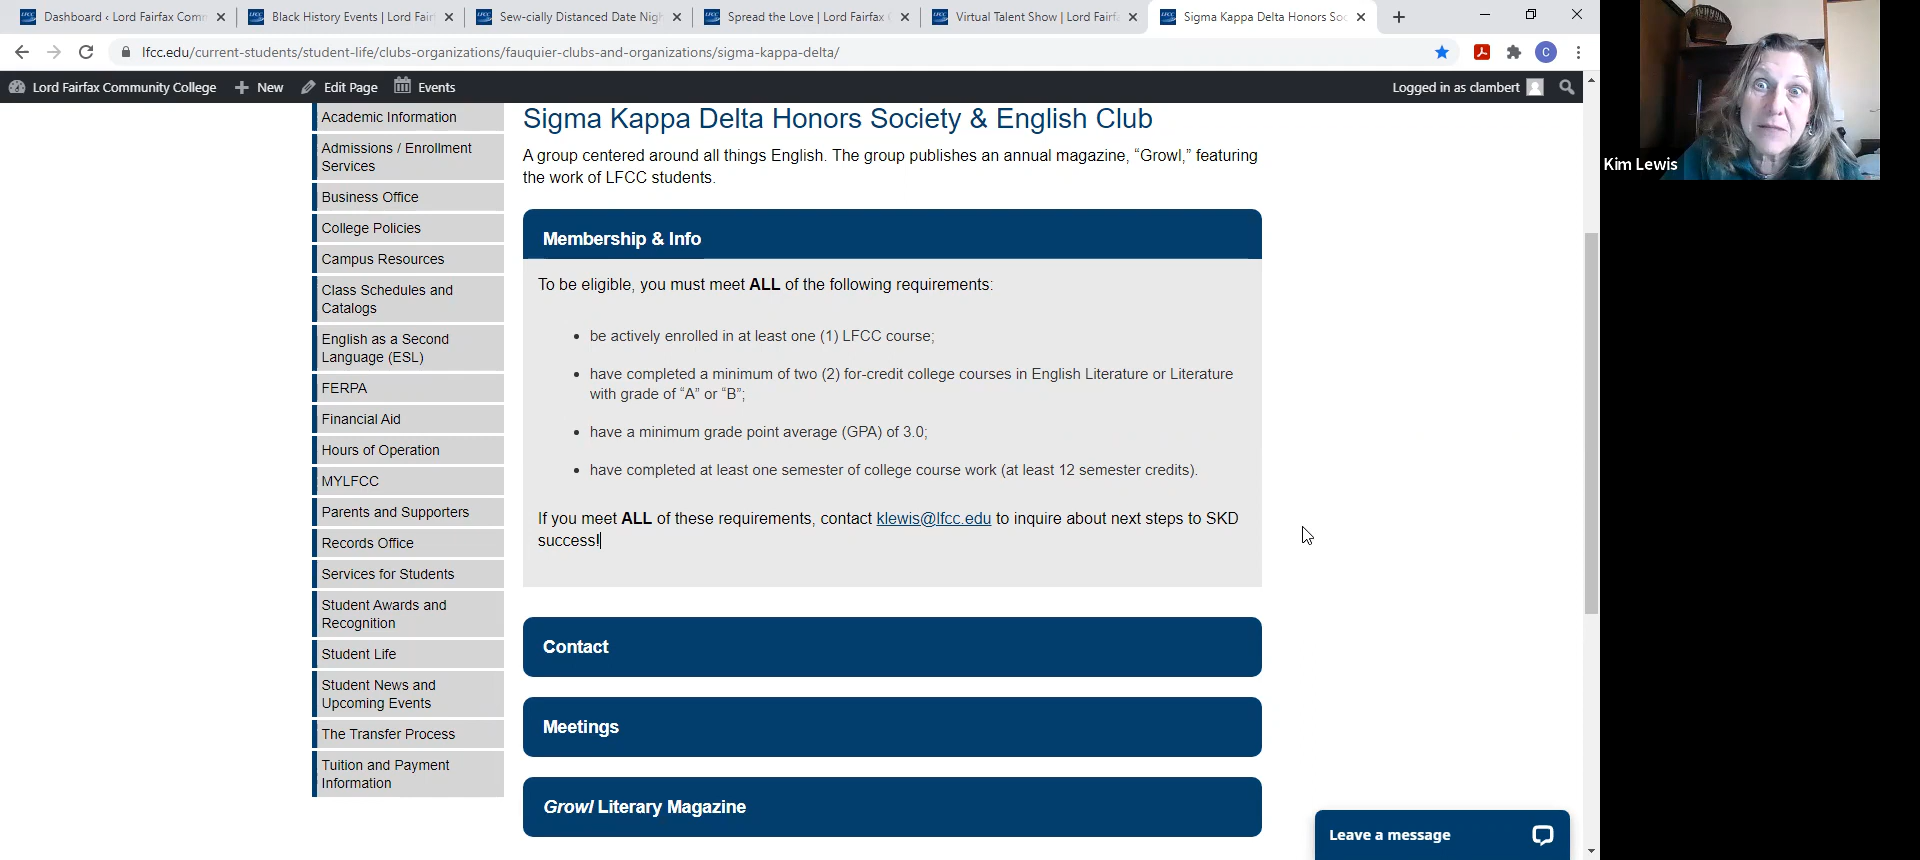 Dashboard ‹ Lord Fairfax Comm
Black History Events | Lord Fair
Sew-cially Distanced Date Nigh
Spread the Love | Lord Fairfax C
Virtual Talent Show | Lord Fairfa
Sigma Kappa Delta Honors Soc
lfcc.edu/current-students/student-life/clubs-organizations/fauquier-clubs-and-organizations/sigma-kappa-delta/
C
Lord Fairfax Community College
New
Edit Page
Events
Logged in as clambert
Kim Lewis
Academic Information
Admissions / Enrollment
Services
Business Office
College Policies
Campus Resources
Class Schedules and
Catalogs
English as a Second
Language (ESL)
FERPA
Financial Aid
Hours of Operation
MYLFCC
Parents and Supporters
Records Office
Services for Students
Student Awards and
Recognition
Student Life
Student News and
Upcoming Events
The Transfer Process
Tuition and Payment
Information
Sigma Kappa Delta Honors Society & English Club
A group centered around all things English. The group publishes an annual magazine, “Growl,” featuring
the work of LFCC students.
Membership & Info
To be eligible, you must meet ALL of the following requirements:
• be actively enrolled in at least one (1) LFCC course;
• have completed a minimum of two (2) for-credit college courses in English Literature or Literature
with grade of “A” or “B”;
• have a minimum grade point average (GPA) of 3.0;
• have completed at least one semester of college course work (at least 12 semester credits).
If you meet ALL of these requirements, contact klewis@lfcc.edu to inquire about next steps to SKD
success!
Contact
Meetings
Growl Literary Magazine
Leave a message